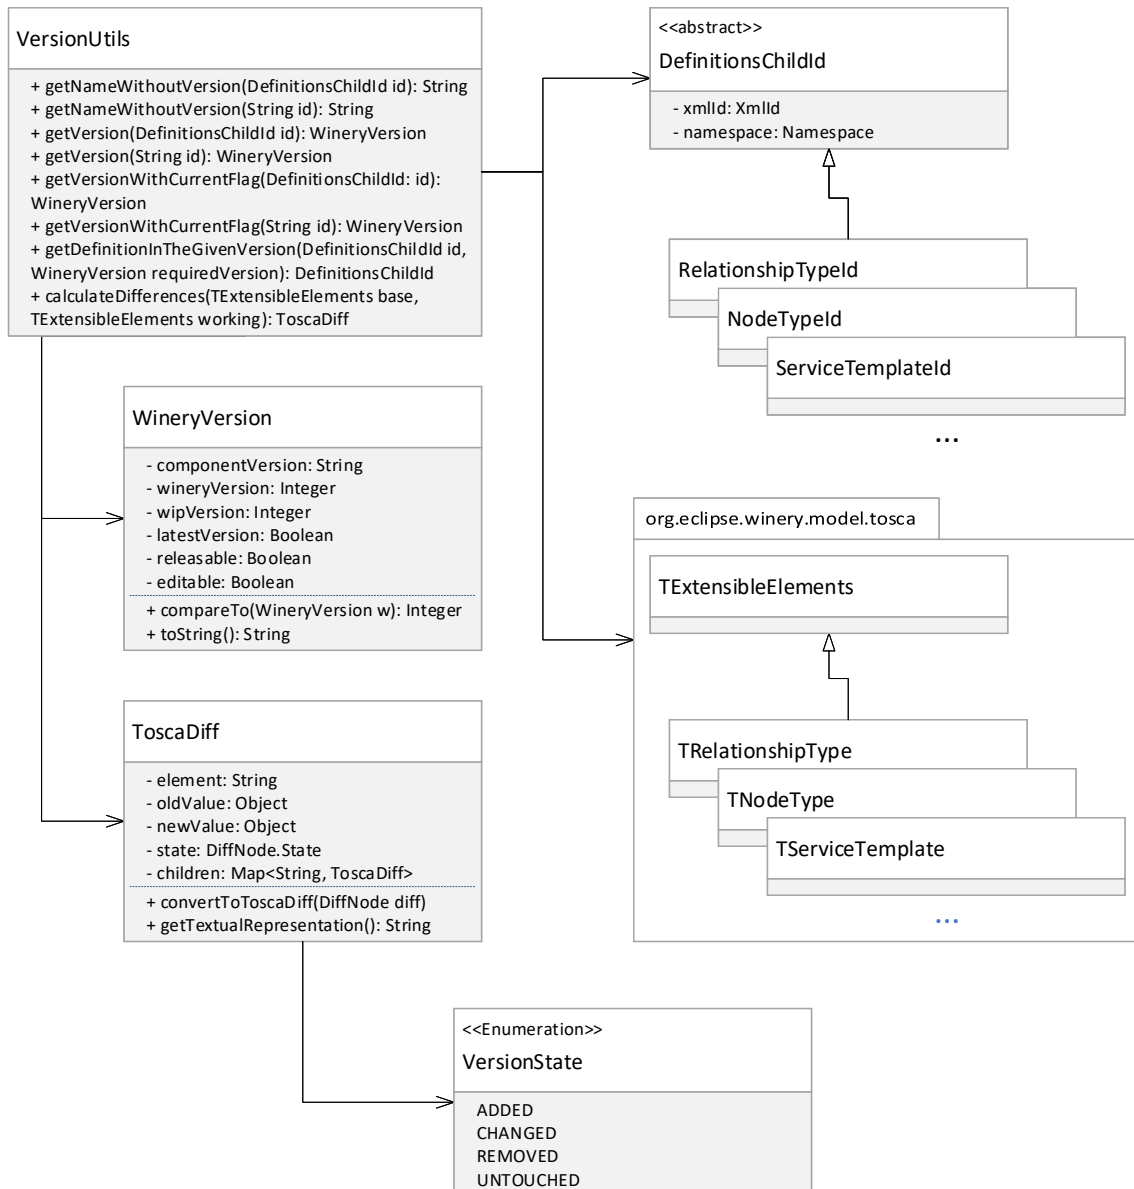 VersionUtils
+ getNameWithoutVersion(DefinitionsChildId id): String
+ getNameWithoutVersion(String id): String
+ getVersion(DefinitionsChildId id): WineryVersion
+ getVersion(String id): WineryVersion
+ getVersionWithCurrentFlag(DefinitionsChildId: id):
WineryVersion
+ getVersionWithCurrentFlag(String id): WineryVersion
+ getDefinitionInTheGivenVersion(DefinitionsChildId id,
WineryVersion requiredVersion): DefinitionsChildId
+ calculateDifferences(TExtensibleElements base,
TExtensibleElements working): ToscaDiff
<<abstract>>
DefinitionsChildId
- xmlId: XmlId
- namespace: Namespace
RelationshipTypeId
NodeTypeId
ServiceTemplateId
...
WineryVersion
- componentVersion: String
- wineryVersion: Integer
- wipVersion: Integer
- latestVersion: Boolean
- releasable: Boolean
- editable: Boolean
+ compareTo(WineryVersion w): Integer
+ toString(): String
org.eclipse.winery.model.tosca
TExtensibleElements
TRelationshipType
TNodeType
TServiceTemplate
...
ToscaDiff
- element: String
- oldValue: Object
- newValue: Object
- state: DiffNode.State
- children: Map<String, ToscaDiff>
+ convertToToscaDiff(DiffNode diff)
+ getTextualRepresentation(): String
<<Enumeration>>
VersionState
ADDED
CHANGED
REMOVED
UNTOUCHED